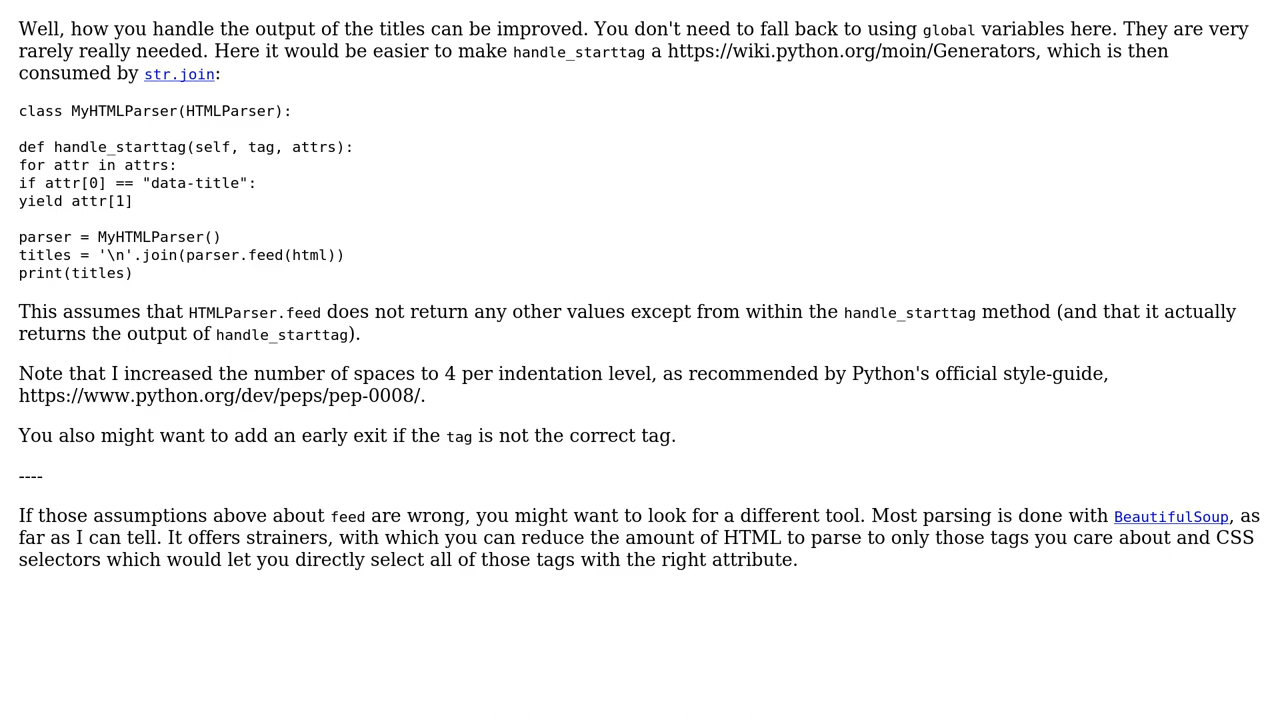 Well, how you handle the output of the titles can be improved. You don't need to fall back to using global variables here. They are very
rarely really needed. Here it would be easier to make handle_starttag a https://wiki.python.org/moin/Generators, which is then
consumed by str.join:
class MyHTMLParser(HTMLParser):
def handle_starttag(self, tag, attrs):
for attr in attrs:
if attr[0] == "data-title":
yield attr[1]
parser = MyHTMLParser()
titles = '\n'.join(parser.feed(html))
print(titles)
This assumes that HTMLParser.feed does not return any other values except from within the handle_starttag method (and that it actually
returns the output of handle_starttag).
Note that I increased the number of spaces to 4 per indentation level, as recommended by Python's official style-guide,
https://www.python.org/dev/peps/pep-0008/.
You also might want to add an early exit if the tag is not the correct tag.
----
If those assumptions above about feed are wrong, you might want to look for a different tool. Most parsing is done with BeautifulSoup, as
far as I can tell. It offers strainers, with which you can reduce the amount of HTML to parse to only those tags you care about and CSS
selectors which would let you directly select all of those tags with the right attribute.